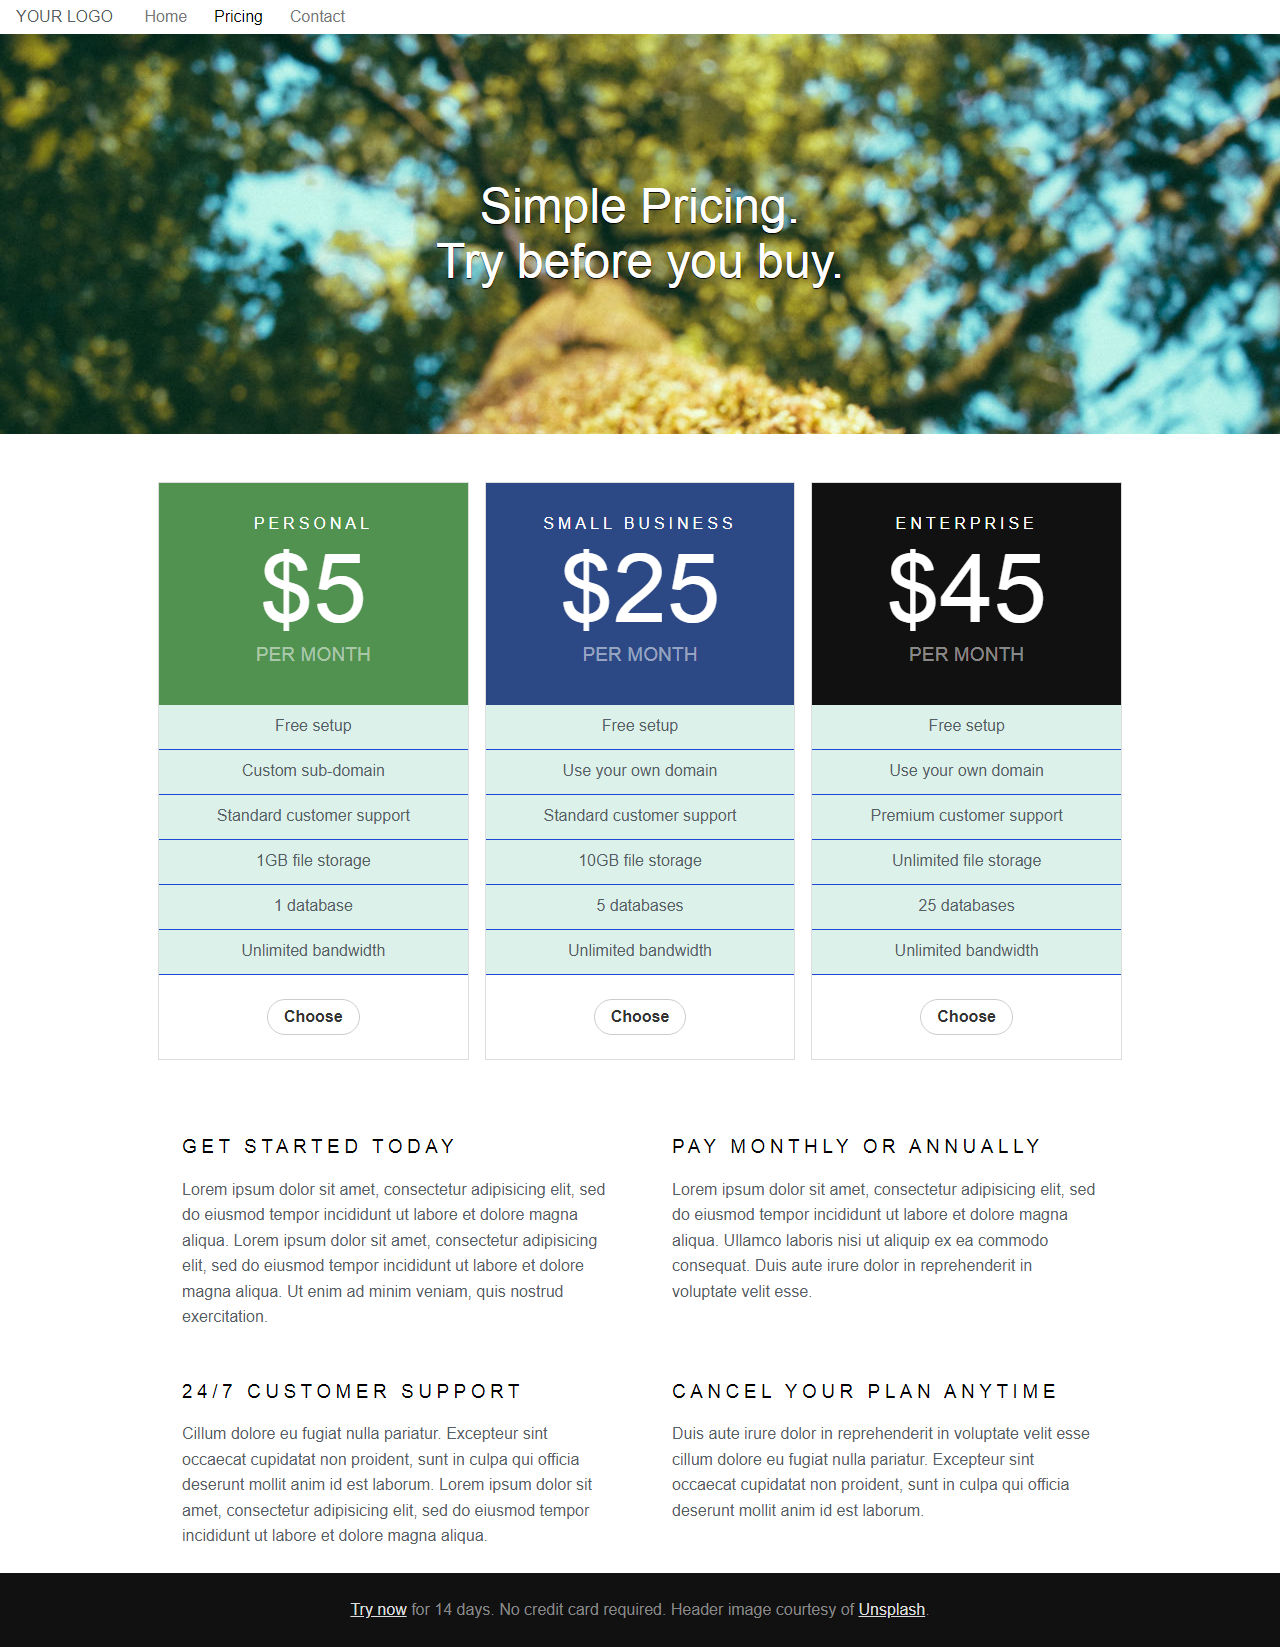 YOUR LOGO Home Pricing Contact
Simple Pricing.
Try before you buy.
PERSONAL
$5
PER MONTH
Free setup
Custom sub-domain
Standard customer support
1GB file storage
1 database
Unlimited bandwidth
Choose
SMALL BUSINESS
$25
PER MONTH
Free setup
Use your own domain
Standard customer support
10GB file storage
5 databases
Unlimited bandwidth
Choose
ENTERPRISE
$45
PER MONTH
Free setup
Use your own domain
Premium customer support
Unlimited file storage
25 databases
Unlimited bandwidth
Choose
GET STARTED TODAY
Lorem ipsum dolor sit amet, consectetur adipisicing elit, sed
do eiusmod tempor incididunt ut labore et dolore magna
aliqua. Lorem ipsum dolor sit amet, consectetur adipisicing
elit, sed do eiusmod tempor incididunt ut labore et dolore
magna aliqua. Ut enim ad minim veniam, quis nostrud
exercitation.
PAY MONTHLY OR ANNUALLY
Lorem ipsum dolor sit amet, consectetur adipisicing elit, sed
do eiusmod tempor incididunt ut labore et dolore magna
aliqua. Ullamco laboris nisi ut aliquip ex ea commodo
consequat. Duis aute irure dolor in reprehenderit in
voluptate velit esse.
24/7 CUSTOMER SUPPORT
Cillum dolore eu fugiat nulla pariatur. Excepteur sint
occaecat cupidatat non proident, sunt in culpa qui officia
deserunt mollit anim id est laborum. Lorem ipsum dolor sit
amet, consectetur adipisicing elit, sed do eiusmod tempor
incididunt ut labore et dolore magna aliqua.
CANCEL YOUR PLAN ANYTIME
Duis aute irure dolor in reprehenderit in voluptate velit esse
cillum dolore eu fugiat nulla pariatur. Excepteur sint
occaecat cupidatat non proident, sunt in culpa qui officia
deserunt mollit anim id est laborum.
Try now for 14 days. No credit card required. Header image courtesy of Unsplash.